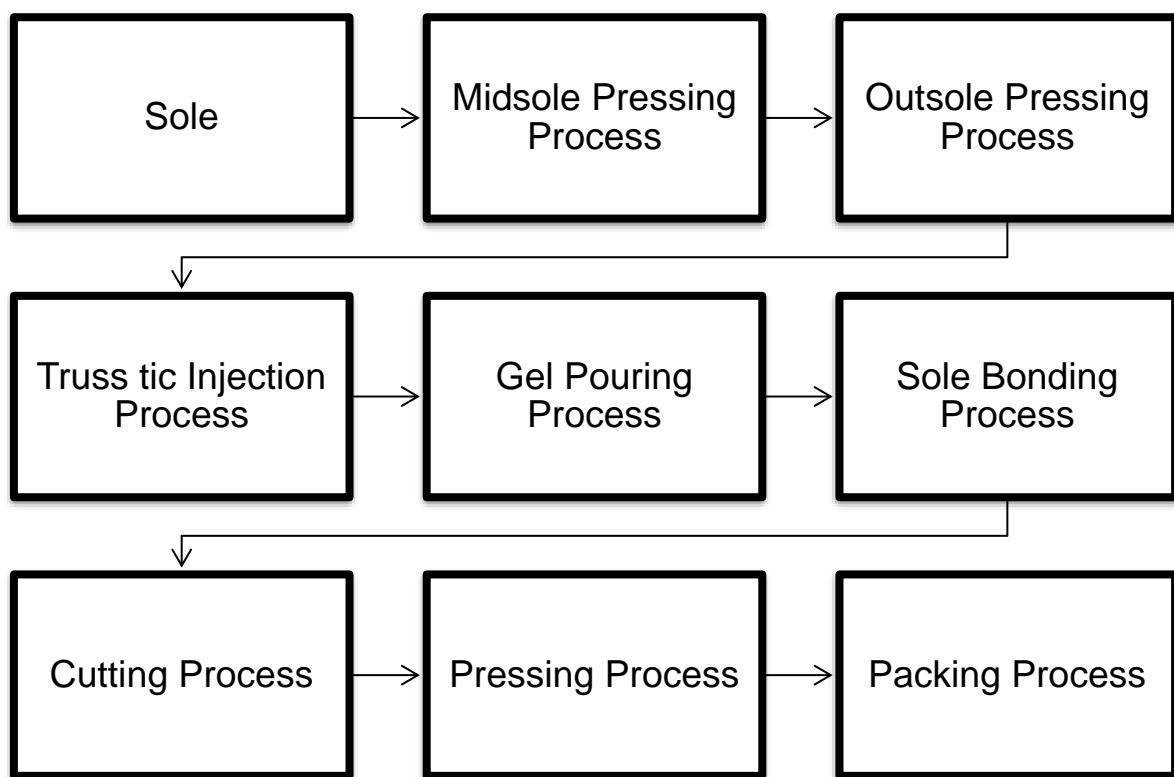 Sole
Midsole Pressing
Process
Outsole Pressing
Process
Truss tic Injection
Process
Gel Pouring
Process
Sole Bonding
Process
Cutting Process
Pressing Process
Packing Process